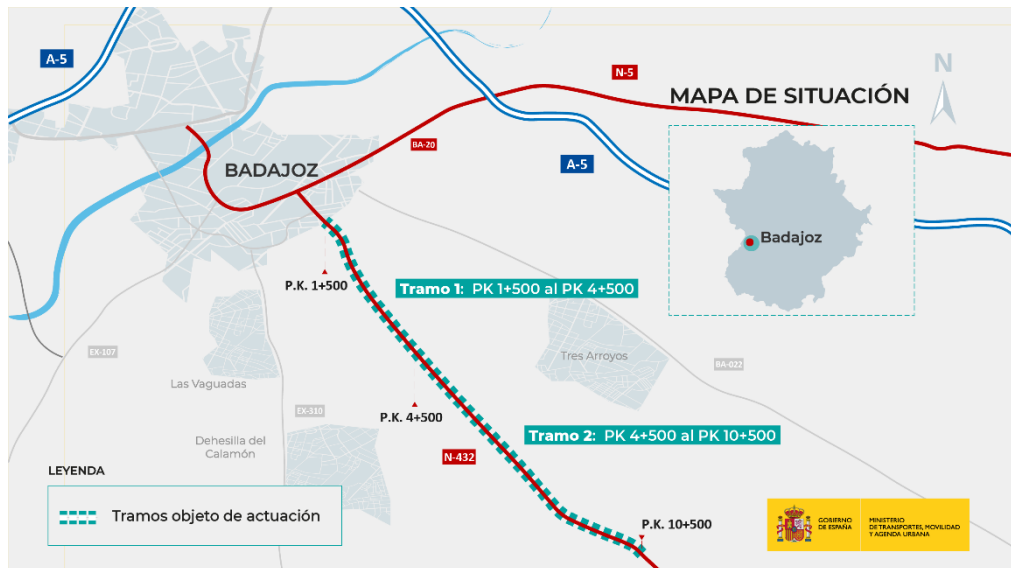 A-5
N-5
N
MAPA DE SITUACIÓN
BA-20
BADAJOZ
A-5
Badajoz
P.K. 1+500
Tramo 1: PK 1+500 al PK 4+500
EX-107
Tres Arroyos
BA-022
Las Vaguadas
P.K. 4+500
EX-310
Tramo 2: PK 4+500 al PK 10+500
Dehesilla del
Calamón
N-432
LEYENDA
Tramos objeto de actuación
P.K. 10+500
GOBIERNO
DE ESPAÑA
MINISTERIO
DE TRANSPORTES, MOVILIDAD
Y AGENDA URBANA